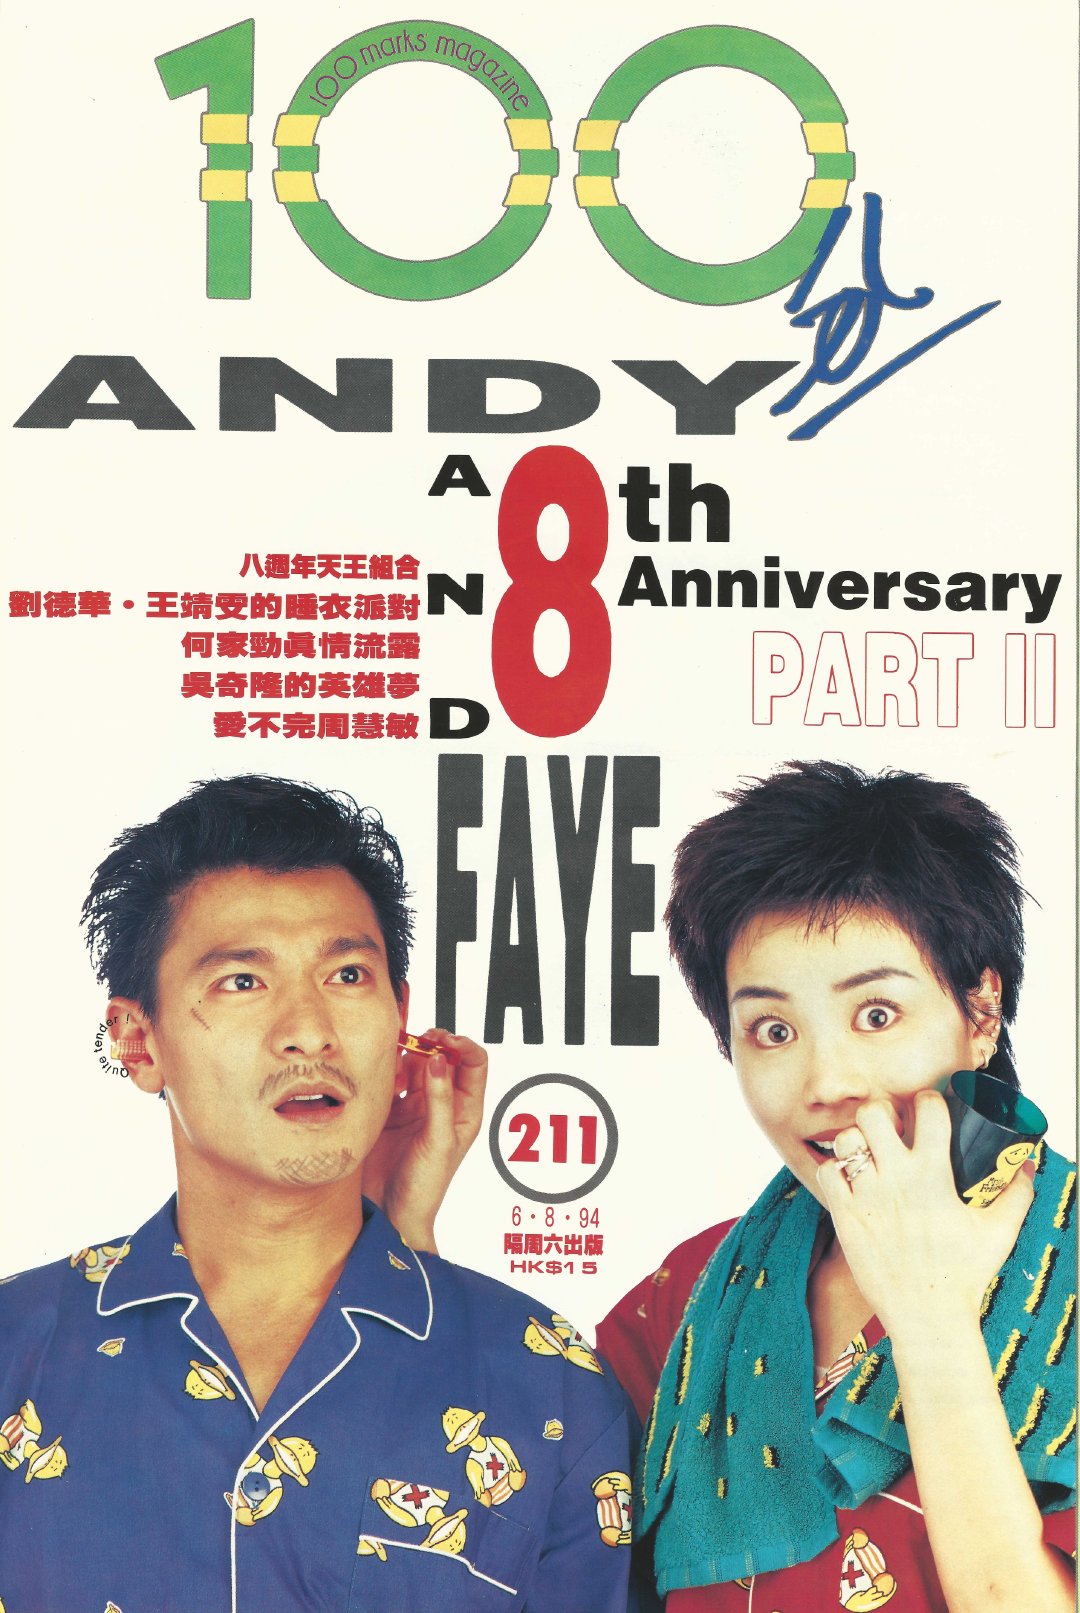 100
100 marks' magazine
ANDY
AND
8th
Anniversary
PART II
八週年天王組合
劉德華・王靖雯的睡衣派對
何家勁眞情流露
吳奇隆的英雄夢
愛不完周慧敏
FAYE
Quite tender !
211
6・8・94
隔周六出版
HK$15